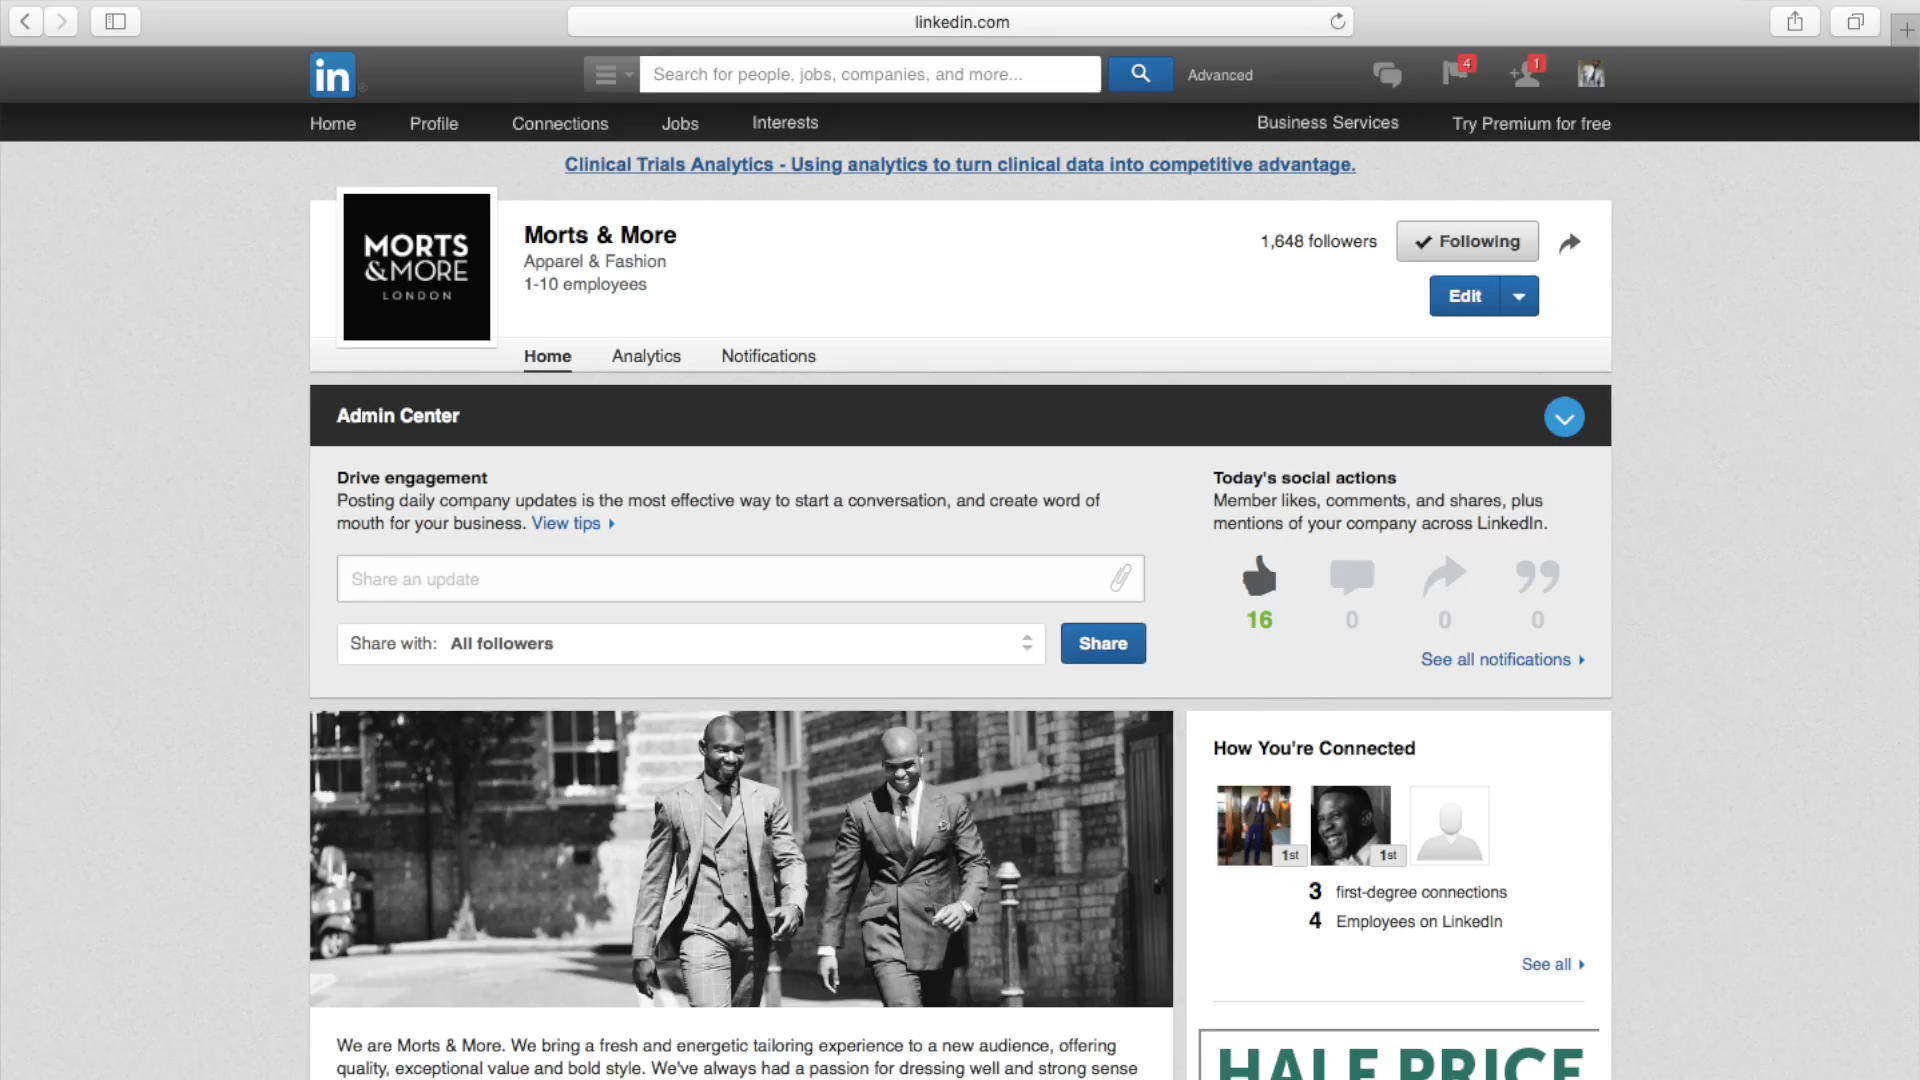 linkedin.com
in
Search for people, jobs, companies, and more...
Advanced
4
1
Home
Profile
Connections
Jobs
Interests
Business Services
Try Premium for free
Clinical Trials Analytics - Using analytics to turn clinical data into competitive advantage.
MORTS
&MORE
LONDON
Morts & More
Apparel & Fashion
1-10 employees
1,648 followers
Following
Edit
Home
Analytics
Notifications
Admin Center
Drive engagement
Posting daily company updates is the most effective way to start a conversation, and create word of
mouth for your business. View tips
Share an update
Share with: All followers
Share
Today's social actions
Member likes, comments, and shares, plus
mentions of your company across LinkedIn.
16
0
0
0
See all notifications
We are Morts & More. We bring a fresh and energetic tailoring experience to a new audience, offering
quality, exceptional value and bold style. We've always had a passion for dressing well and strong sense
How You're Connected
1st
1st
3 first-degree connections
4 Employees on LinkedIn
See all
HALF PRICE